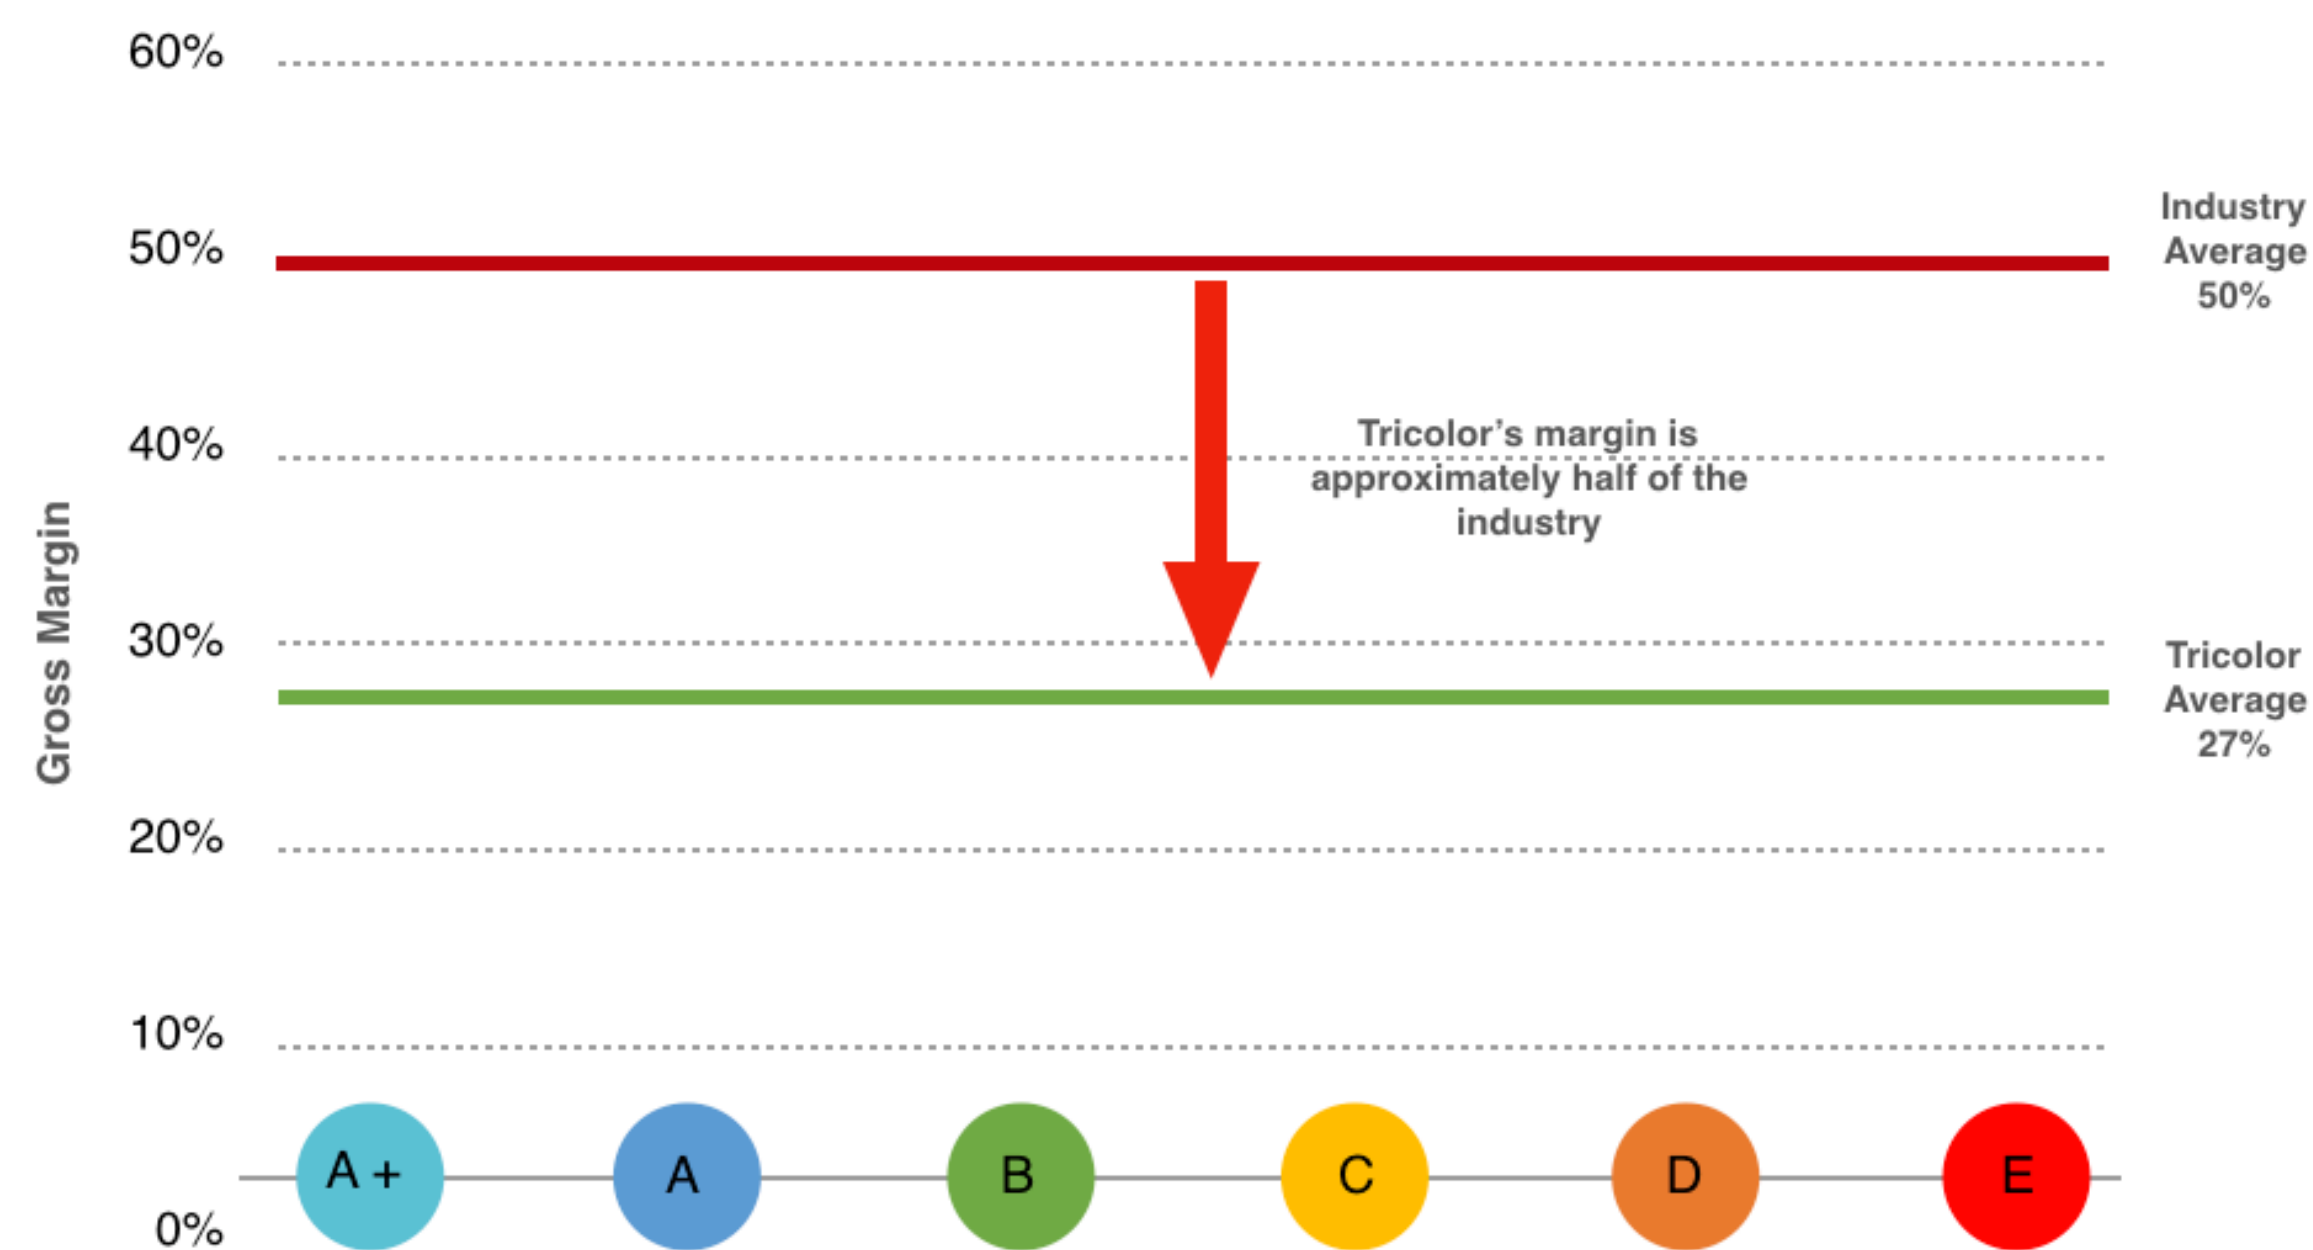 60%
50%
40%
30%
20%
10%
0%
Gross Margin
Industry
Average
50%
Tricolor’s margin is
approximately half of the
industry
Tricolor
Average
27%
A +
A
B
C
D
E